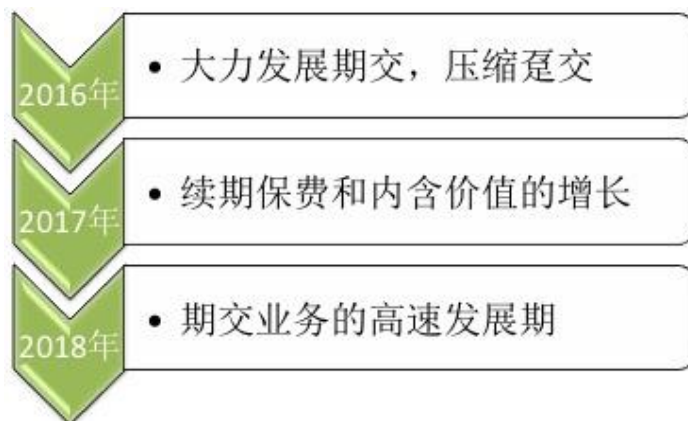 2016年
• 大力发展期交，压缩趸交
2017年
• 续期保费和内含价值的增长
2018年
• 期交业务的高速发展期